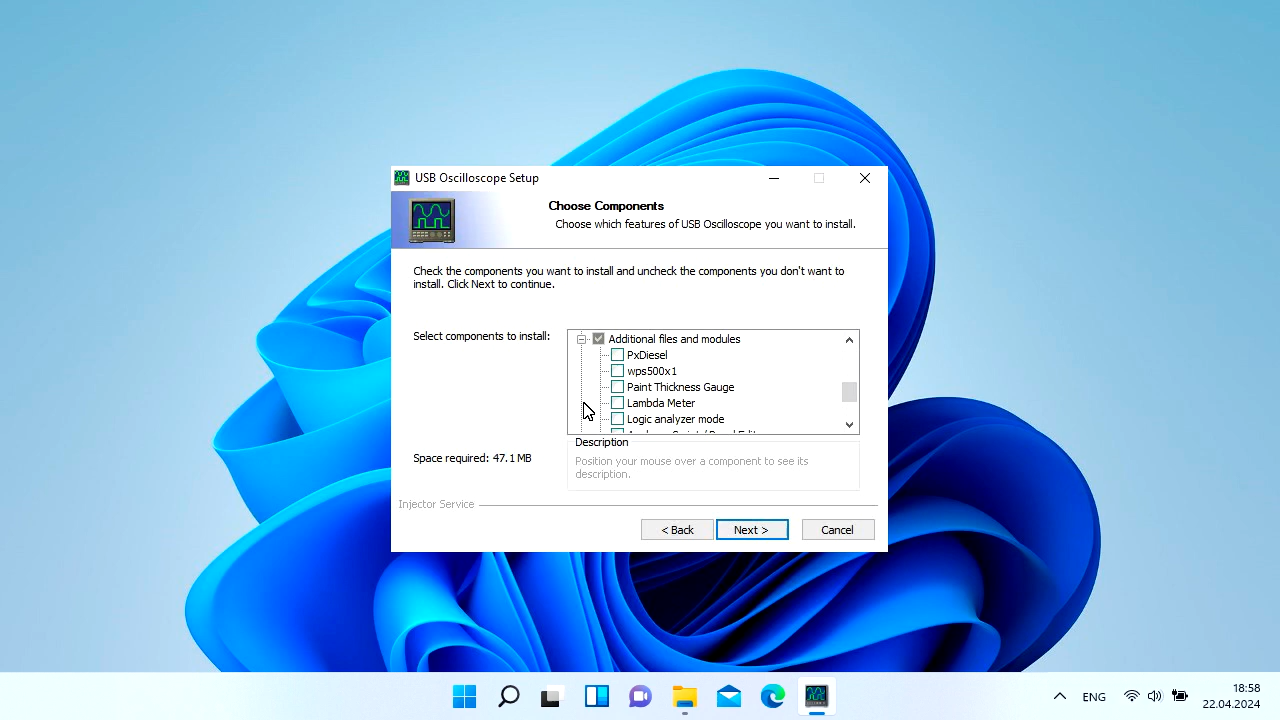 USB Oscilloscope Setup
Choose Components
Choose which features of USB Oscilloscope you want to install.
Check the components you want to install and uncheck the components you don't want to
install. Click Next to continue.
Select components to install:
Additional files and modules
PxDiesel
wps500x1
Paint Thickness Gauge
Lambda Meter
Logic analyzer mode
Description
Position your mouse over a component to see its
description.
Space required: 47.1 MB
Injector Service
< Back
Next >
Cancel
ENG
18:58
22.04.2024